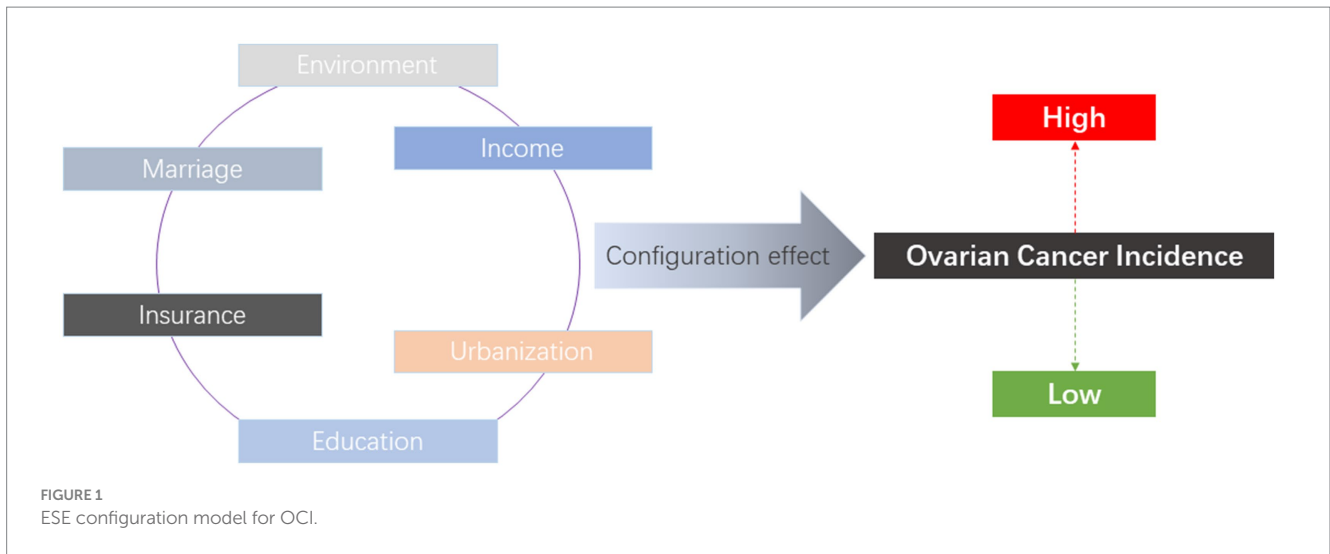 Environment
Income
Marriage
Insurance
Urbanization
Education
Configuration effect
High
Ovarian Cancer Incidence
Low
FIGURE 1
ESE configuration model for OCI.